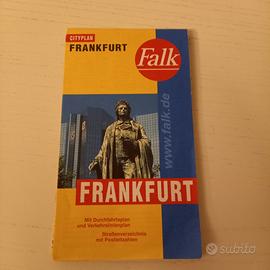 CITYPLAN
FRANKFURT
Falk
www.falk.de
FRANKFURT
Mit Durchfahrtsplan
und Verkehrslinienplan
Straßenverzeichnis
mit Postleitzahlen
subito